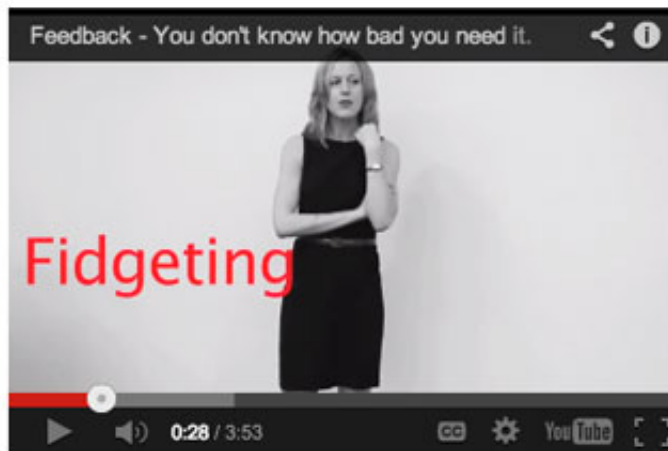 Feedback - You don't know how bad you need it.
Fidgeting
0:28 / 3:53
CC
YouTube